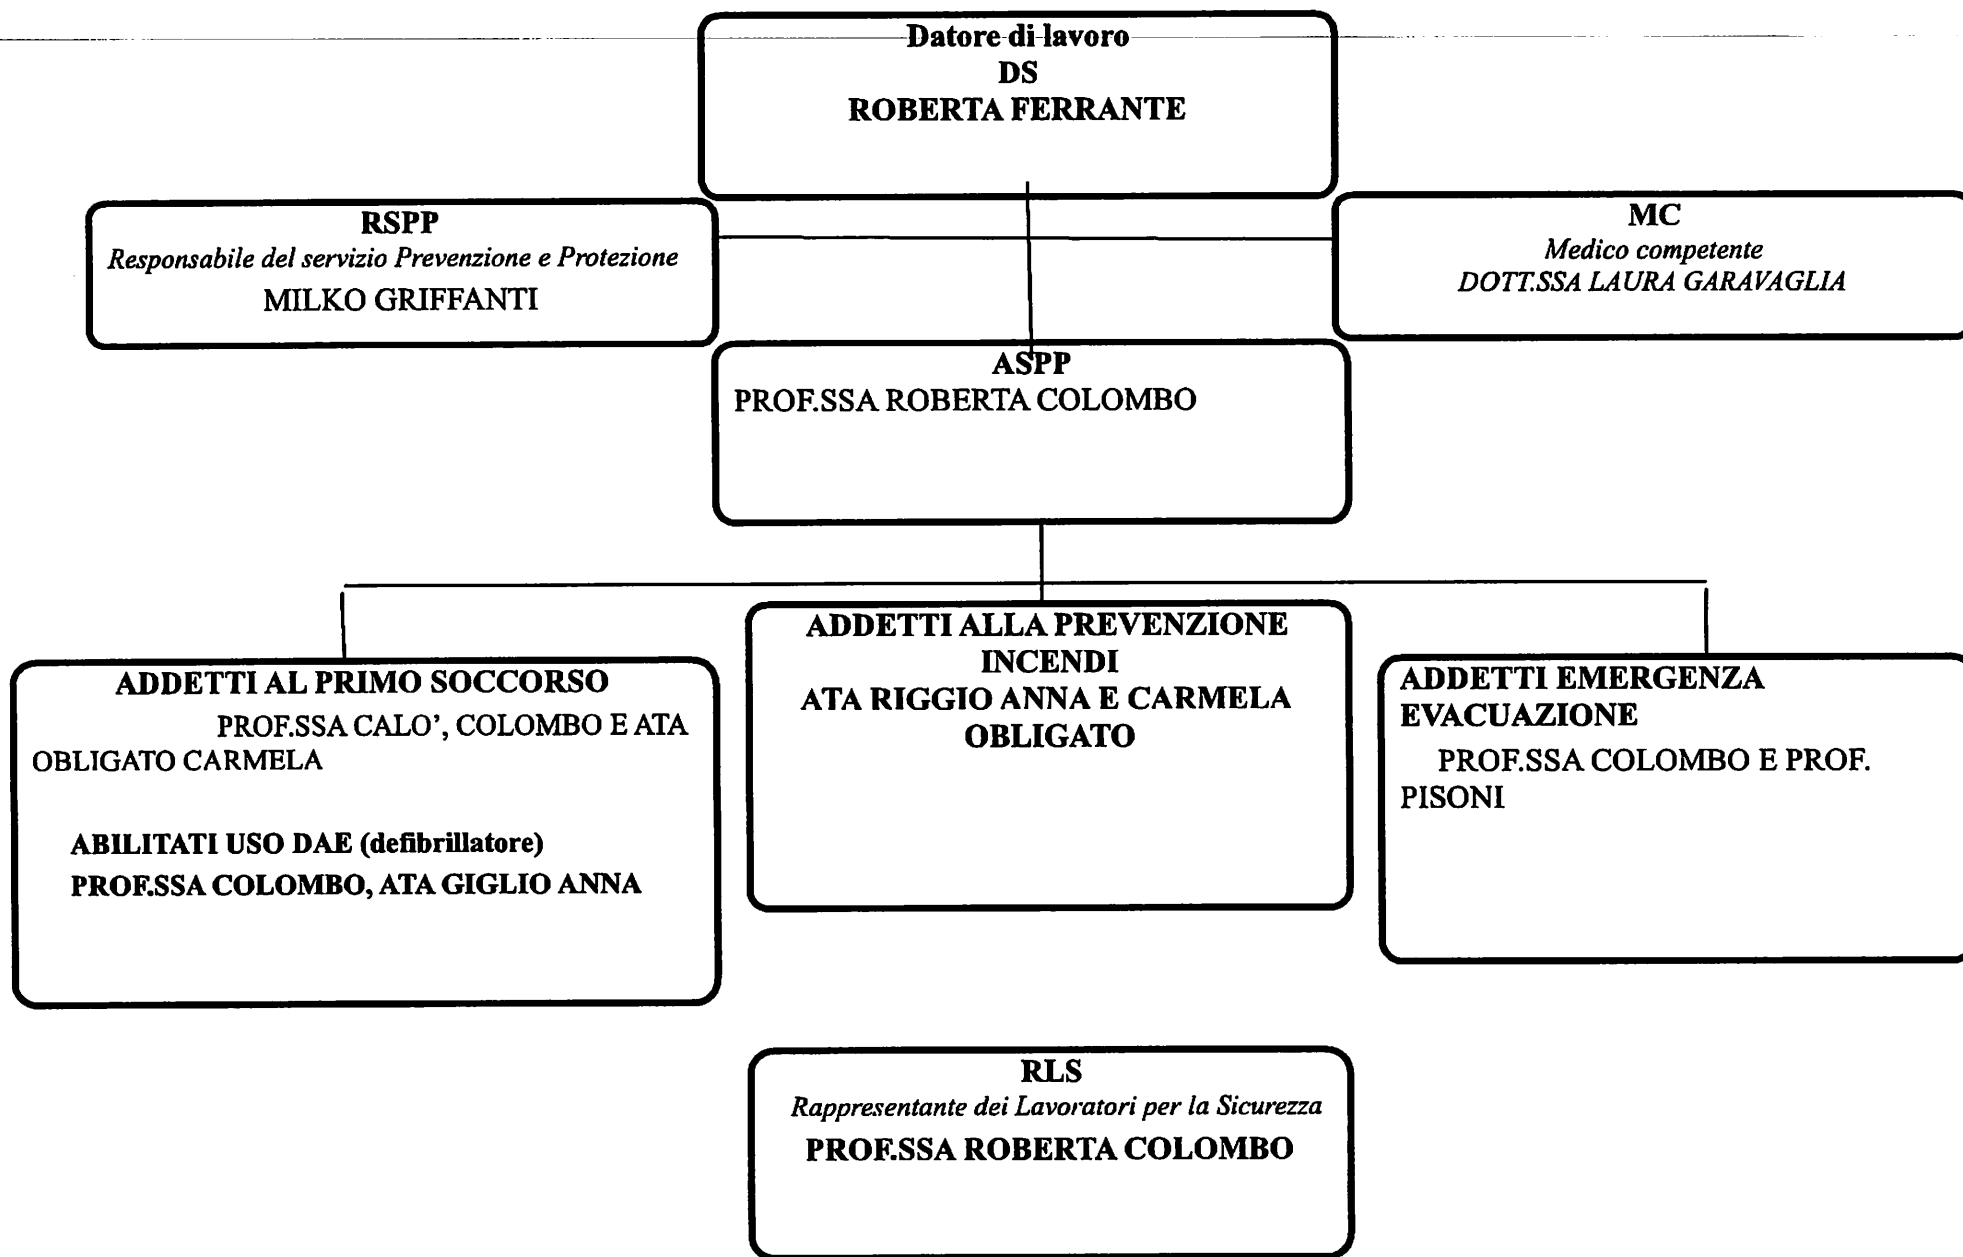 Datore di lavoro
DS
ROBERTA FERRANTE
RSPP
Responsabile del servizio Prevenzione e Protezione
MILKO GRIFFANTI
MC
Medico competente
DOTT.SSA LAURA GARAVAGLIA
ASPP
PROF.SSA ROBERTA COLOMBO
ADDETTI AL PRIMO SOCCORSO
PROF.SSA CALO’, COLOMBO E ATA
OBLIGATO CARMELA
ABILITATI USO DAE (defibrillatore)
PROF.SSA COLOMBO, ATA GIGLIO ANNA
ADDETTI ALLA PREVENZIONE
INCENDI
ATA RIGGIO ANNA E CARMELA
OBLIGATO
ADDETTI EMERGENZA
EVACUAZIONE
PROF.SSA COLOMBO E PROF.
PISONI
RLS
Rappresentante dei Lavoratori per la Sicurezza
PROF.SSA ROBERTA COLOMBO